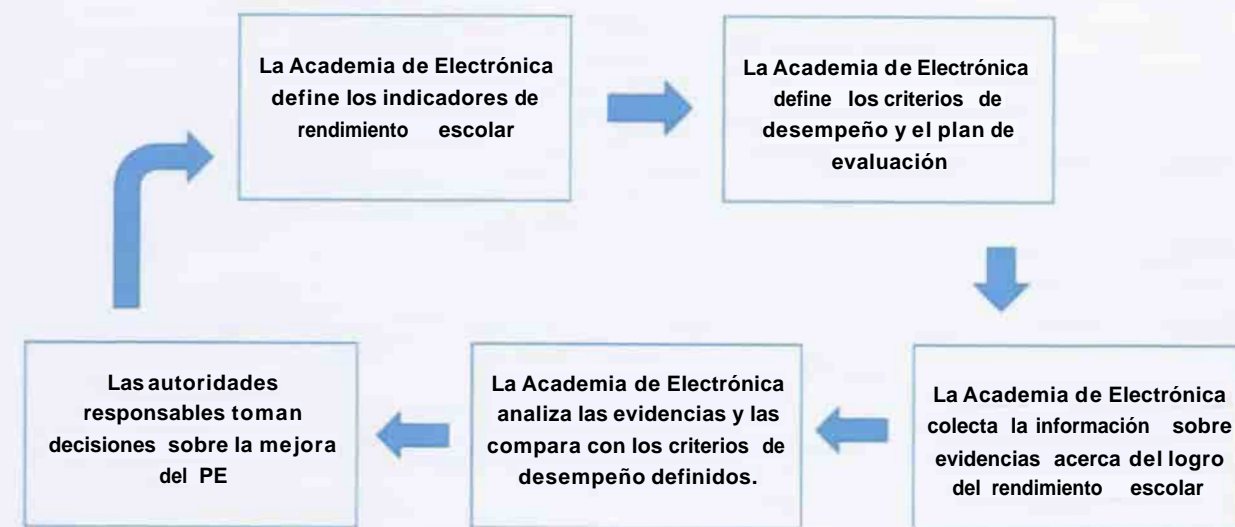 La Academia de Electrónica
define los indicadores de
rendimiento escolar
La Academia de Electrónica
define los criterios de
desempeño y el plan de
evaluación
La Academia de Electrónica
colecta la información sobre
evidencias acerca del logro
del rendimiento escolar
La Academia de Electrónica
analiza las evidencias y las
compara con los criterios de
desempeño definidos.
Las autoridades
responsables toman
decisiones sobre la mejora
del PE